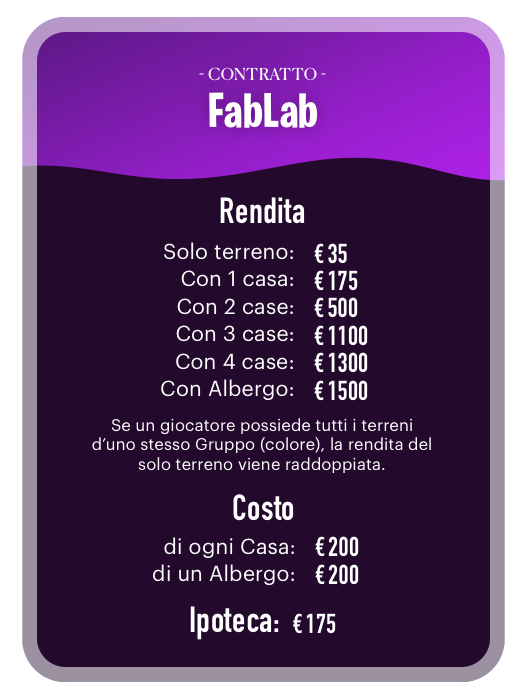 - CONTRATTO -
FabLab
Rendita
Solo terreno: € 35
Con 1 casa: € 175
Con 2 case: € 500
Con 3 case: € 1100
Con 4 case: € 1300
Con Albergo: € 1500
Se un giocatore possiede tutti i terreni
d’uno stesso Gruppo (colore), la rendita del
solo terreno viene raddoppiata.
Costo
di ogni Casa: € 200
di un Albergo: € 200
Ipoteca: € 175